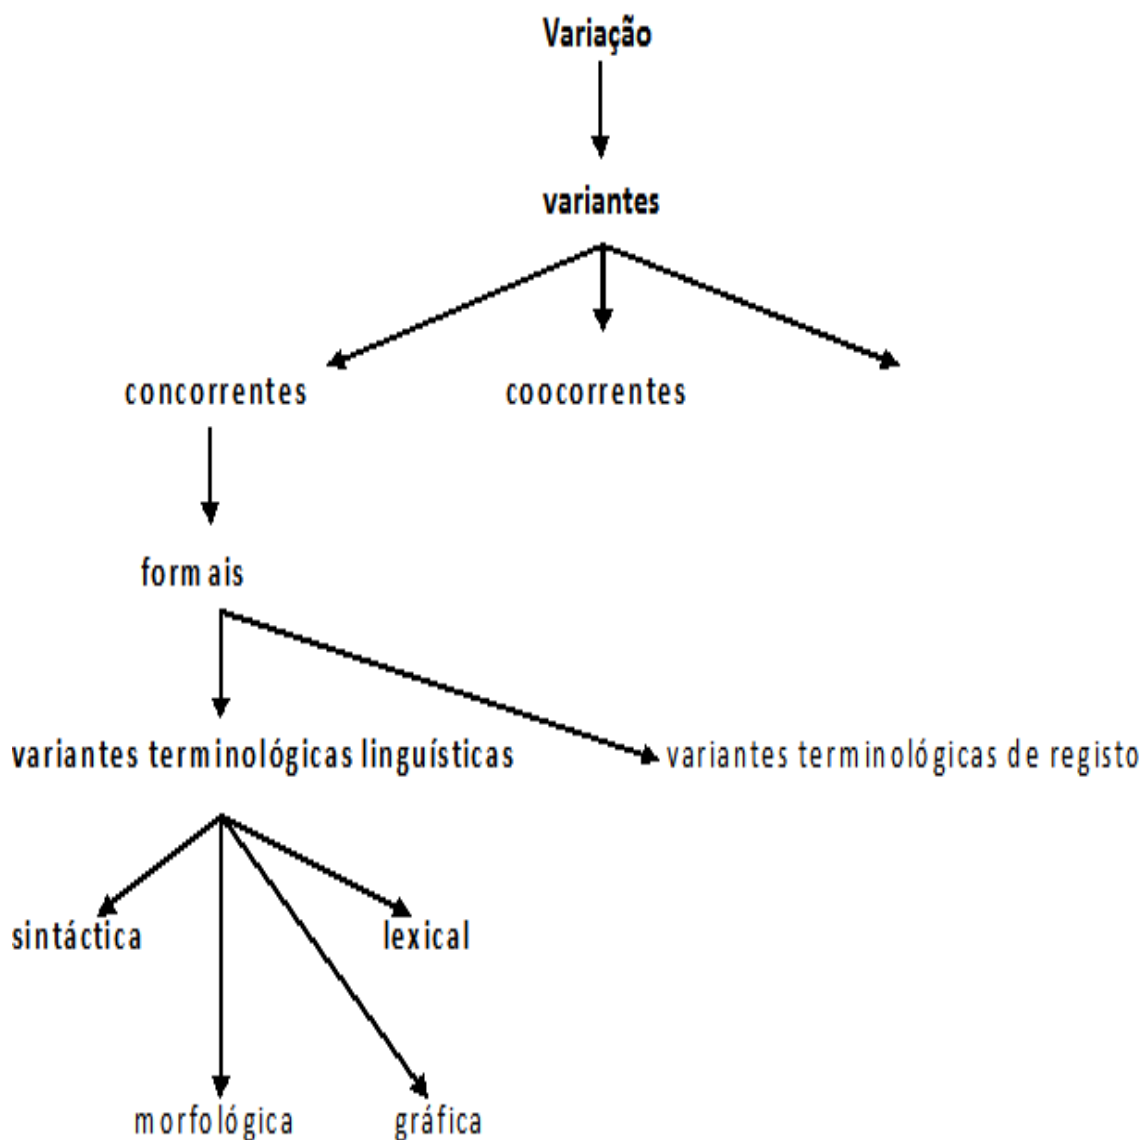 Variação
variantes
concorrentes coocorrentes
formais
variantes terminológicas linguísticas variantes terminológicas de registo
sintáctica lexical
morfológica gráfica